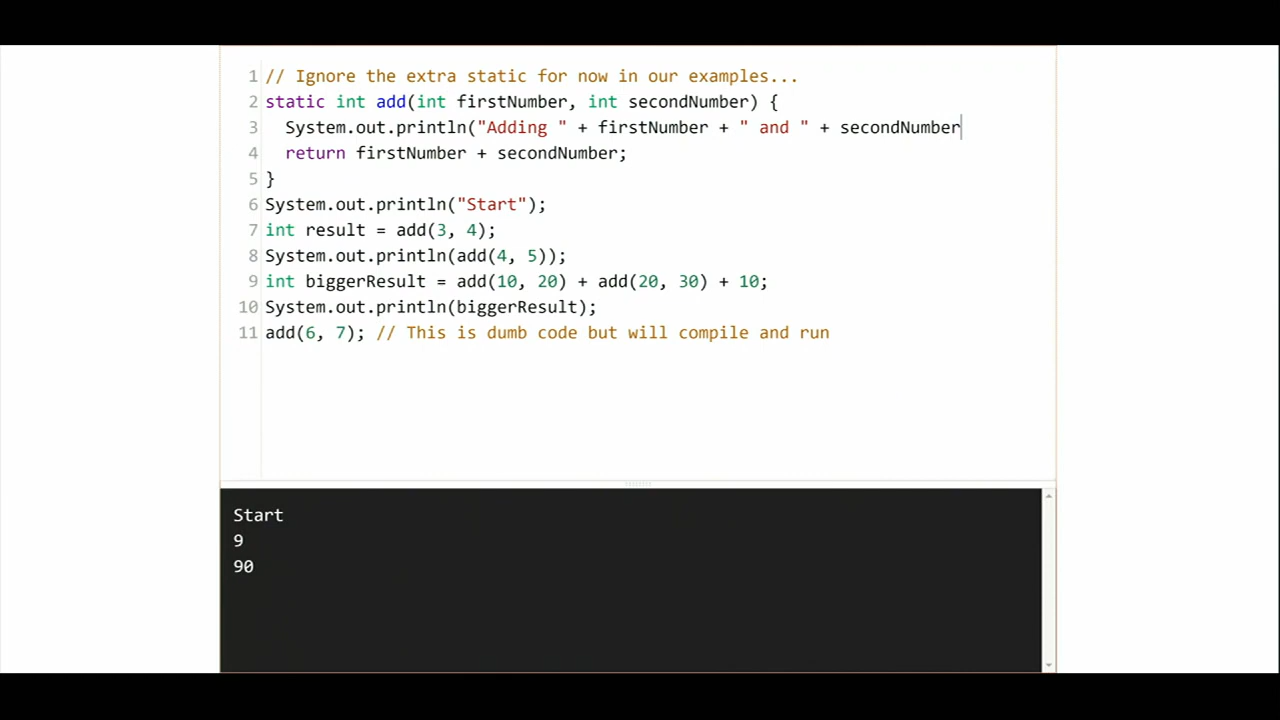 1 // Ignore the extra static for now in our examples...
2 static int add(int firstNumber, int secondNumber) {
3 System.out.println("Adding " + firstNumber + " and " + secondNumber
4 return firstNumber + secondNumber;
5 }
6 System.out.println("Start");
7 int result = add(3, 4);
8 System.out.println(add(4, 5));
9 int biggerResult = add(10, 20) + add(20, 30) + 10;
10 System.out.println(biggerResult);
11 add(6, 7); // This is dumb code but will compile and run
Start
9
90